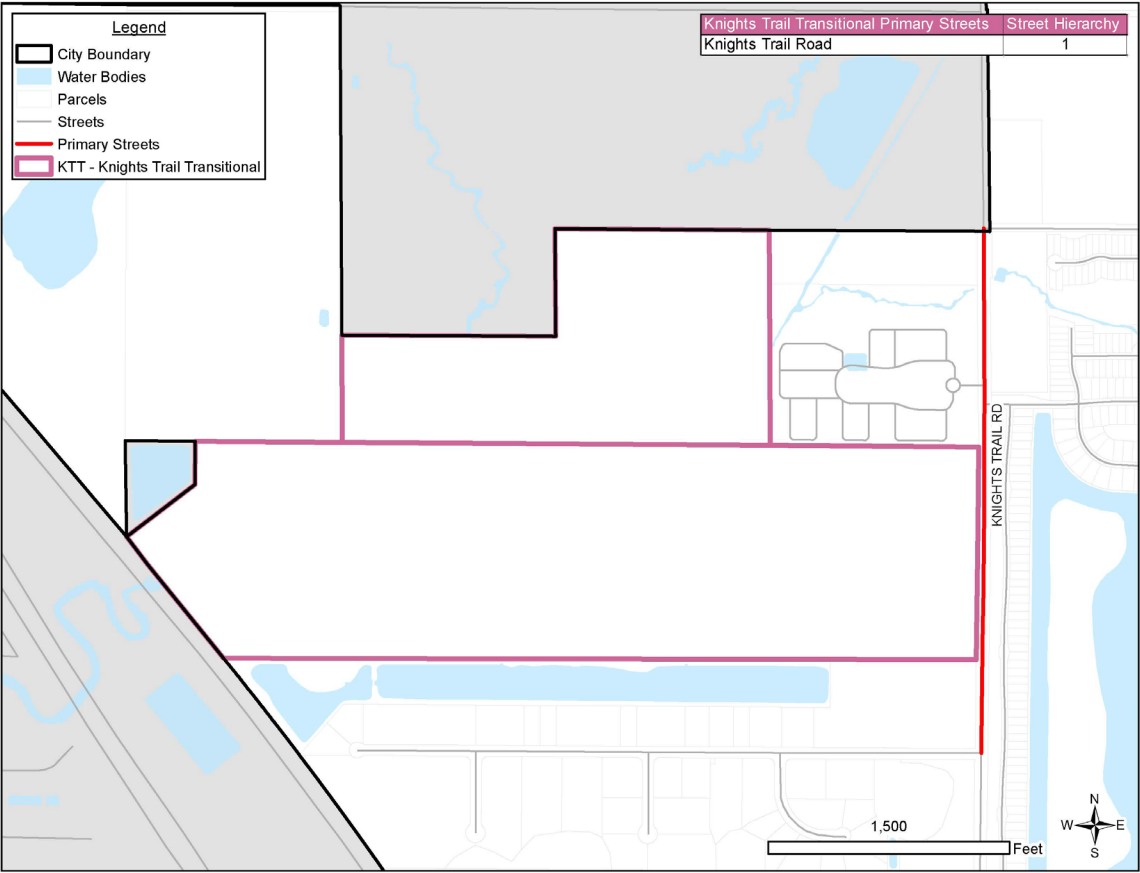 Legend
City Boundary
Water Bodies
Parcels
Streets
Primary Streets
KTT - Knights Trail Transitional
Knights Trail Transitional Primary Streets Street Hierarchy
Knights Trail Road 1
KNIGHTS TRAIL RD
1,500
Feet
N
W E
S